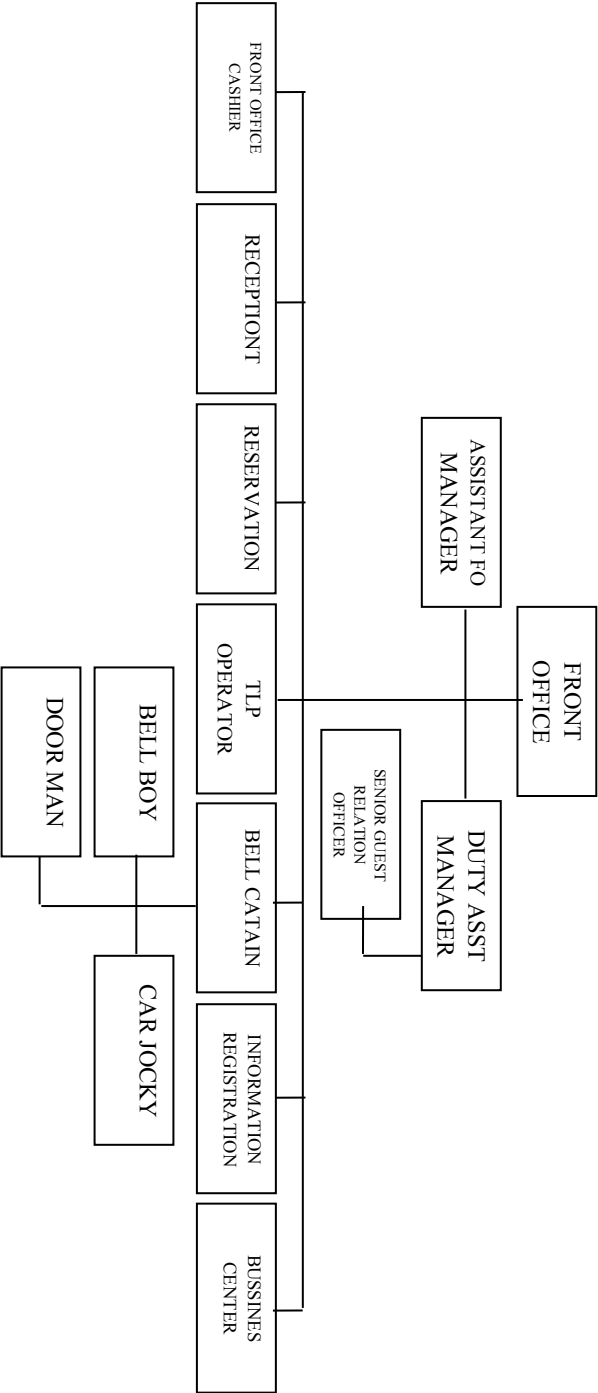 FRONT
OFFICE
ASSISTANT FO
MANAGER
DUTY ASST
MANAGER
SENIOR GUEST
RELATION
OFFICER
FRONT OFFICE
CASHIER
RECEPTIONT
RESERVATION
TLP
OPERATOR
BELL CATAIN
INFORMATION
REGISTRATION
BUSSINES
CENTER
BELL BOY
CAR JOCKY
DOOR MAN